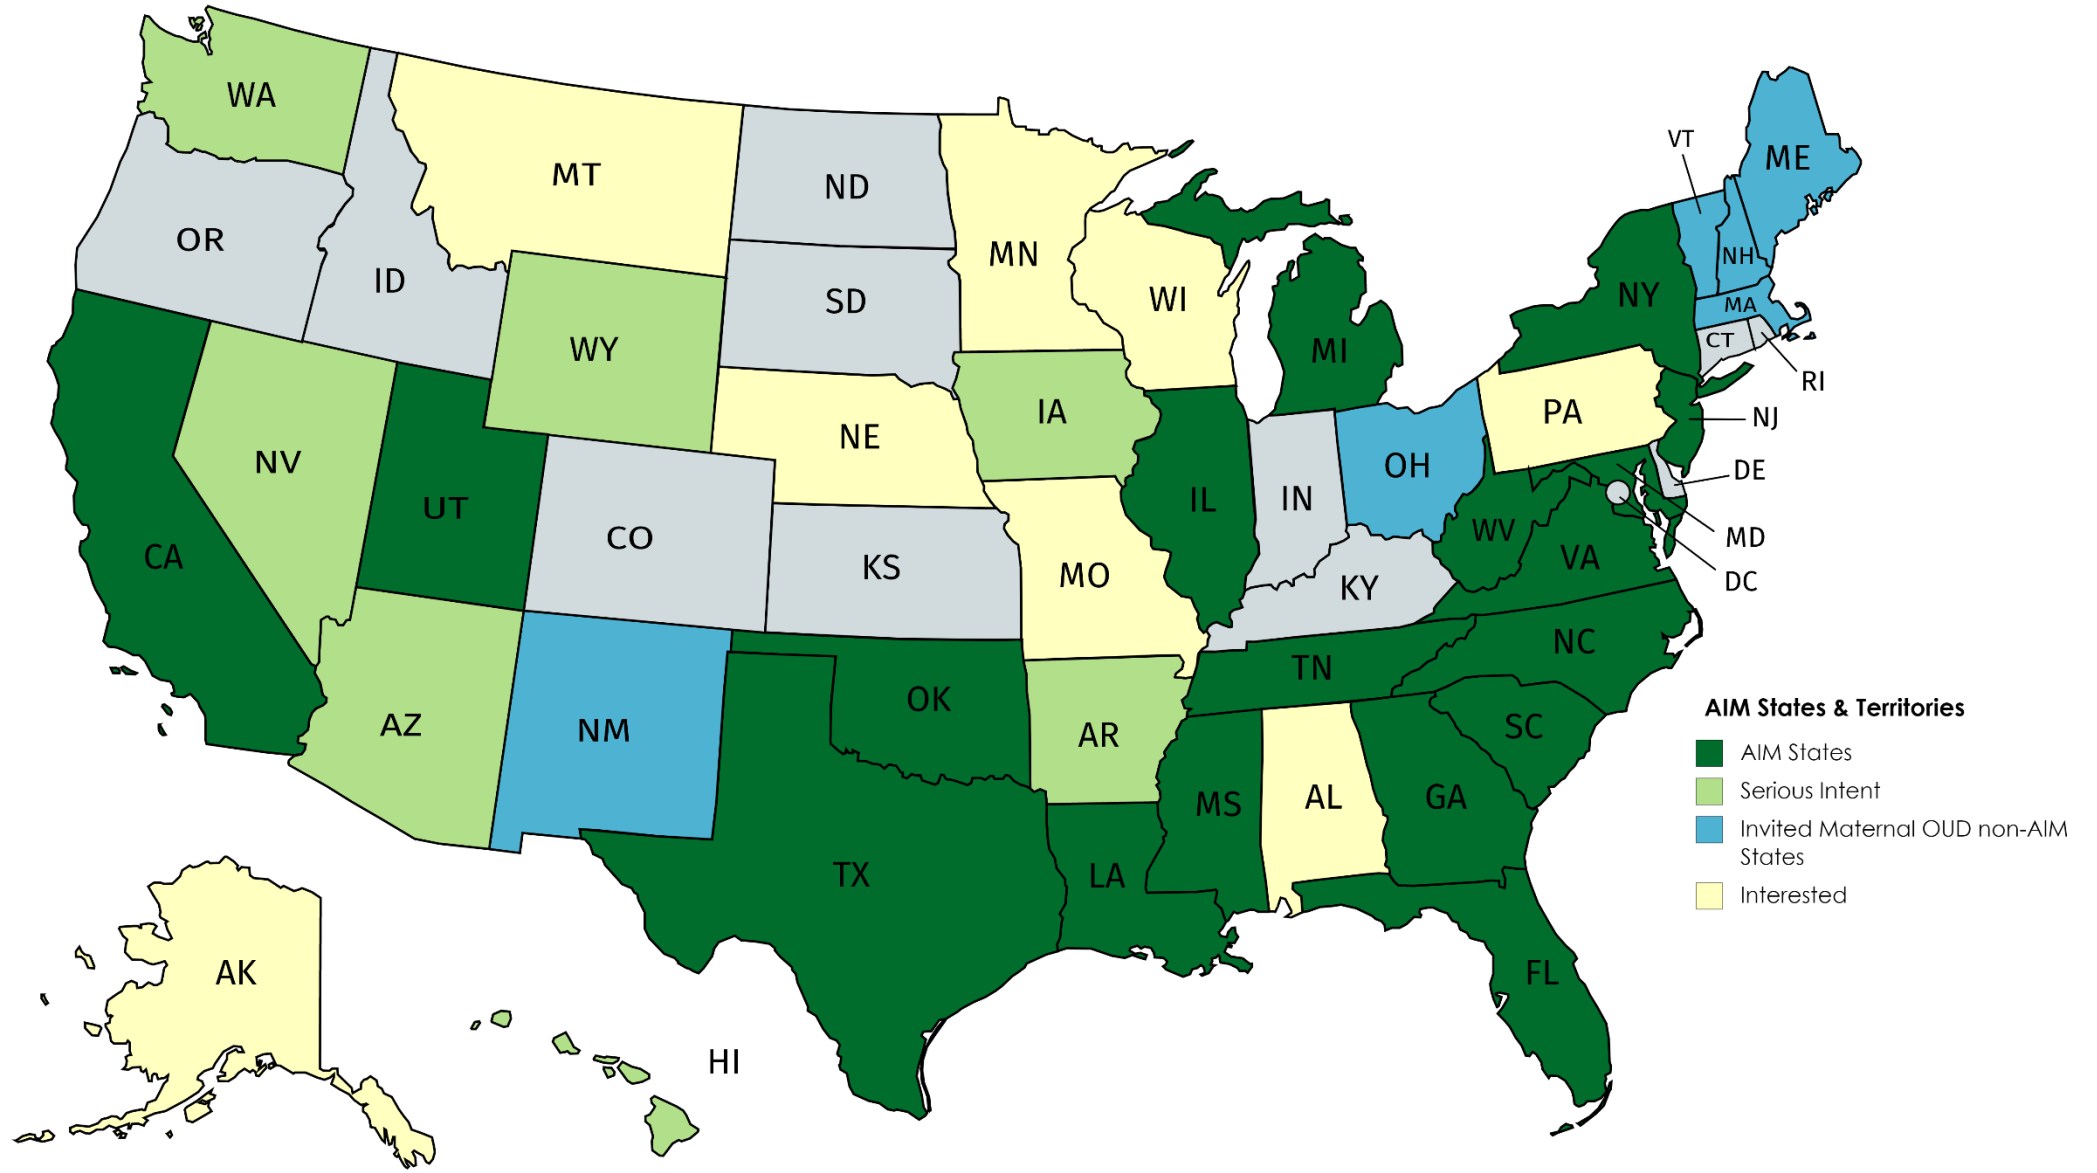 WA
VT
ME
MT
ND
OR
MN
NH
ID
NY
SD
WI
MA
CT
WY
MI
RI
IA
PA
NJ
NE
NV
OH
DE
IN
IL
UT
WV
MD
CO
CA
VA
KS
MO
DC
KY
NC
TN
OK
AIM States & Territories
AZ
NM
SC
AR
AIM States
Serious Intent
MS
AL
GA
Invited Maternal OUD non-AIM
States
TX
LA
Interested
AK
FL
HI